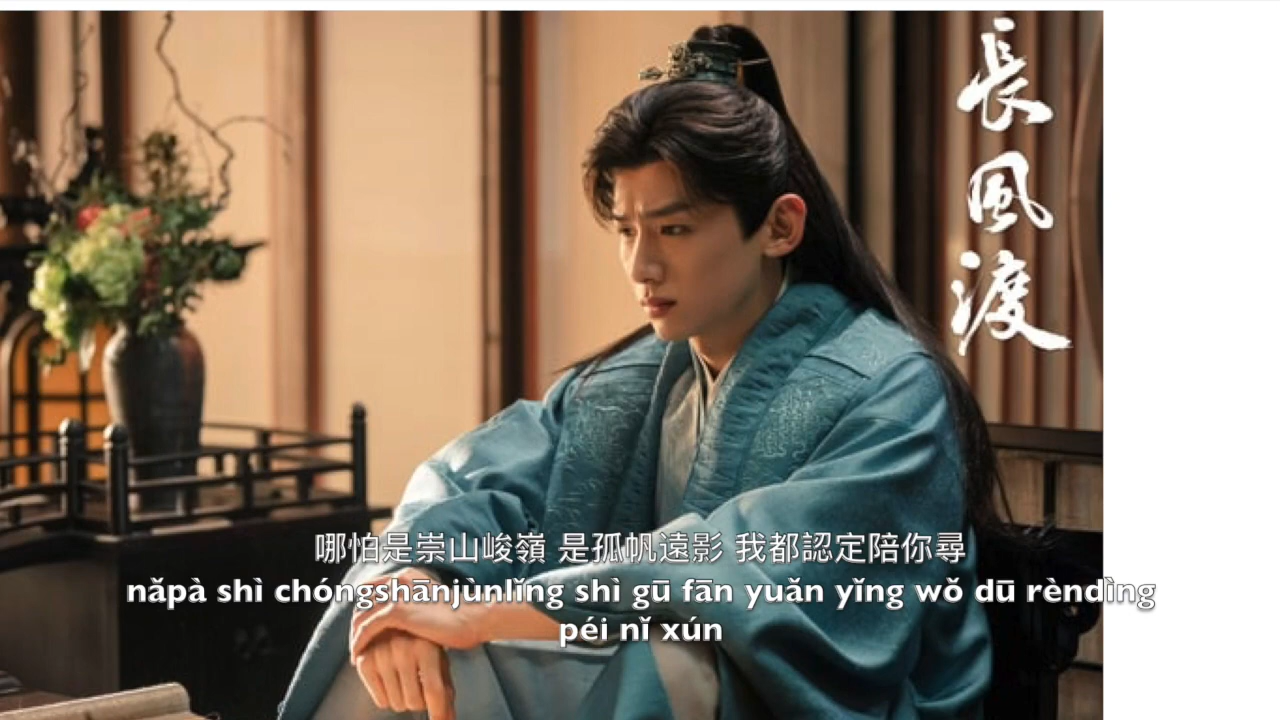 長風渡
哪怕是崇山峻嶺 是孤帆遠影 我都認定陪你尋
nǎpà shì chóngshānjùnlǐng shì gū fān yuǎn yǐng wǒ dū rèndìng
péi nǐ xún